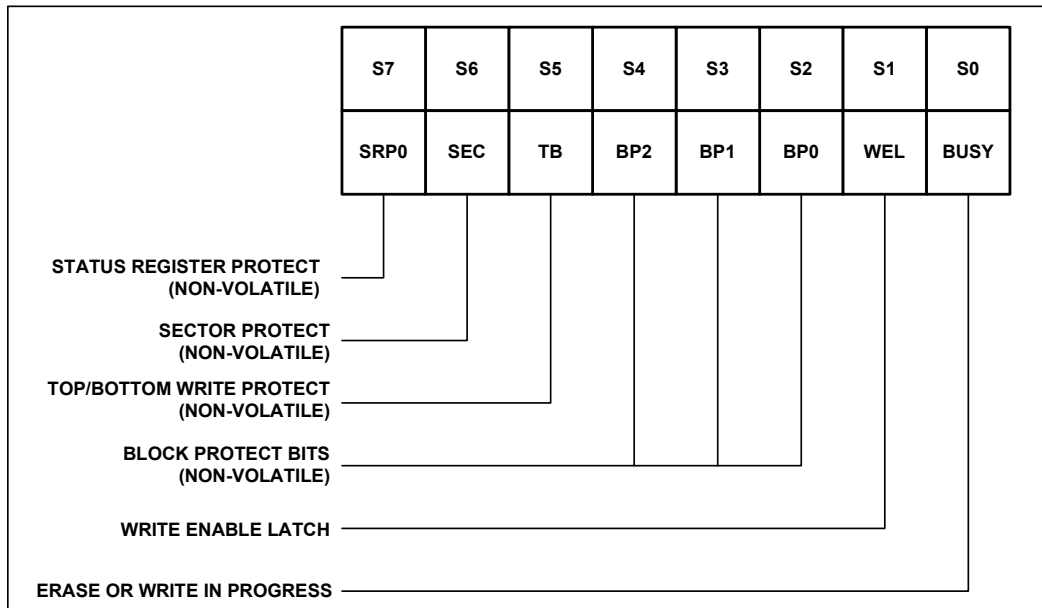 S7 S6 S5 S4 S3 S2 S1 S0
SRP0 SEC TB BP2 BP1 BP0 WEL BUSY
STATUS REGISTER PROTECT
(NON-VOLATILE)
SECTOR PROTECT
(NON-VOLATILE)
TOP/BOTTOM WRITE PROTECT
(NON-VOLATILE)
BLOCK PROTECT BITS
(NON-VOLATILE)
WRITE ENABLE LATCH
ERASE OR WRITE IN PROGRESS